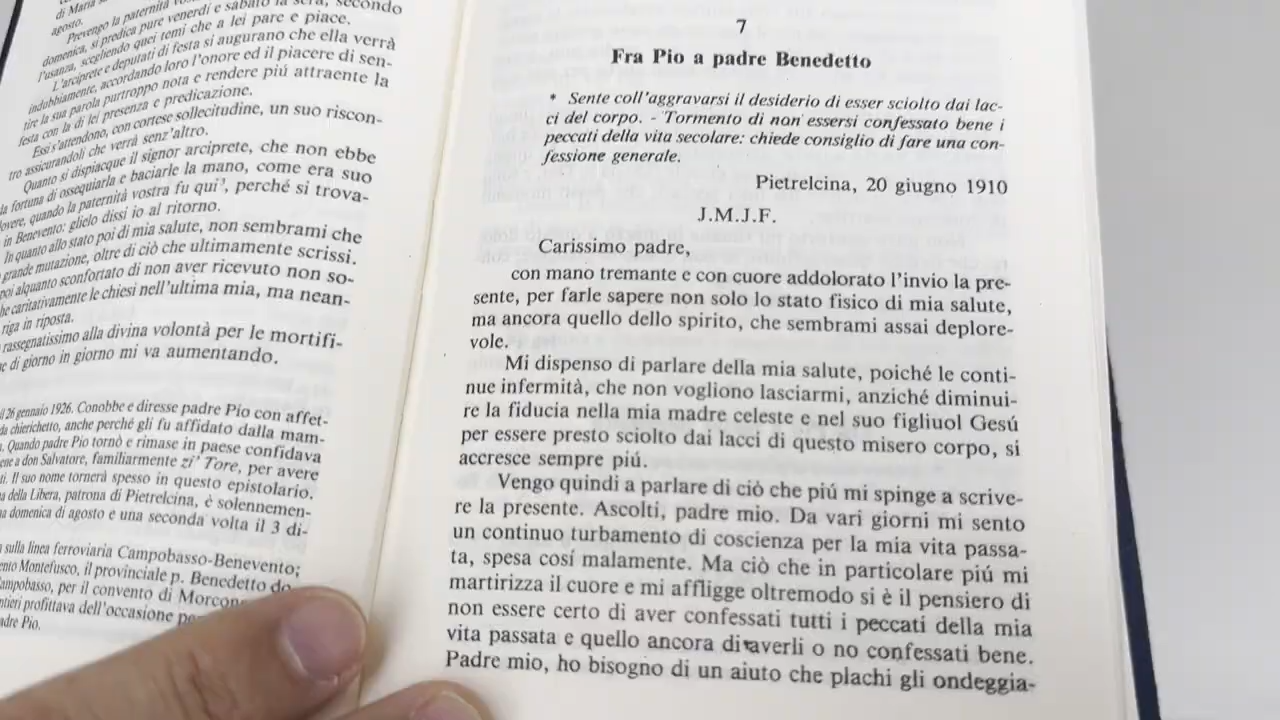 di Maria
sera, secondo
agosto.
Prevengo la paternità
domenica, si predica pure venerdí e sabato la
l'usanza, scegliendo quei temi che a lei pare e piace.
L'arciprete e deputati di festa si augurano che ella verrà
indubbiamente, accordando loro l'onore ed il piacere di sen-
tire la sua parola purtroppo nota e rendere piú attraente la
festa con la di lei presenza e predicazione.
Essi s'attendono, con cortese sollecitudine, un suo riscon-
tro assicurandoli che verrà senz'altro.
Quanto si dispiacque il signor arciprete, che non ebbe
la fortuna di ossequiarla e baciarle la mano, come era suo
dovere, quando la paternità vostra fu qui³, perché si trova-
in Benevento: glielo dissi io al ritorno.
In quanto allo stato poi di mia salute, non sembrami che
grande mutazione, oltre di ciò che ultimamente scrissi.
poi alquanto sconfortato di non aver ricevuto non so-
he caritativamente le chiesi nell'ultima mia, ma nean-
riga in riposta.
rassegnatissimo alla divina volontà per le mortifi-
e di giorno in giorno mi va aumentando.
il 26 gennaio 1926. Conobbe e diresse padre Pio con affet-
da chierichetto, anche perché gli fu affidato dalla mam-
Quando padre Pio tornò e rimase in paese confidava
ene a don Salvatore, familiarmente zi' Tore, per avere
ti. Il suo nome tornerà spesso in questo epistolario.
a della Libera, patrona di Pietrelcina, è solennemen-
a domenica di agosto e una seconda volta il 3 di-
sulla linea ferroviaria Campobasso-Benevento;
ento Montefusco, il provinciale p. Benedetto do
ampobasso, per il convento di Morcon
ntieri profittava dell'occasione pe
adre Pio.
7
Fra Pio a padre Benedetto
* Sente coll'aggravarsi il desiderio di esser sciolto dai lac-
ci del corpo. - Tormento di non essersi confessato bene i
peccati della vita secolare: chiede consiglio di fare una con-
fessione generale.
Pietrelcina, 20 giugno 1910
J.M.J.F.
Carissimo padre,
con mano tremante e con cuore addolorato l'invio la pre-
sente, per farle sapere non solo lo stato fisico di mia salute,
ma ancora quello dello spirito, che sembrami assai deplore-
vole.
Mi dispenso di parlare della mia salute, poiché le conti-
nue infermità, che non vogliono lasciarmi, anziché diminui-
re la fiducia nella mia madre celeste e nel suo figliuol Gesú
per essere presto sciolto dai lacci di questo misero corpo, si
accresce sempre piú.
Vengo quindi a parlare di ciò che piú mi spinge a scrive-
re la presente. Ascolti, padre mio. Da vari giorni mi sento
un continuo turbamento di coscienza per la mia vita passa-
ta, spesa cosí malamente. Ma ciò che in particolare piú mi
martirizza il cuore e mi affligge oltremodo si è il pensiero di
non essere certo di aver confessati tutti i peccati della mia
vita passata e quello ancora di averli o no confessati bene.
Padre mio, ho bisogno di un aiuto che plachi gli ondeggia-